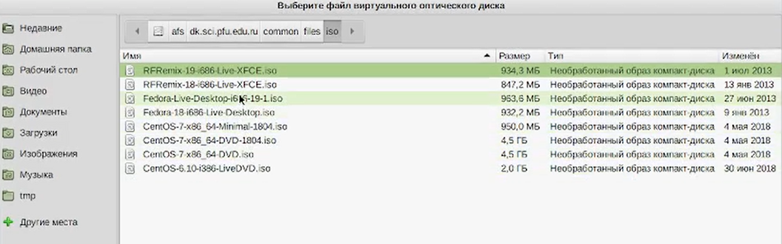 Выберите файл виртуального оптического диска
afs dk.sci.pfu.edu.ru common files iso
Недавние
Домашняя папка
Рабочий стол
Видео
Документы
Загрузки
Изображения
Музыка
tmp
Другие места
Имя Размер Тип Изменён
RFRemix-19-i686-Live-XFCE.iso 934,3 МБ Необработанный образ компакт-диска 1 июл 2013
RFRemix-18-i686-Live-XFCE.iso 847,2 МБ Необработанный образ компакт-диска 13 янв 2013
Fedora-Live-Desktop-i686-19-1.iso 963,6 МБ Необработанный образ компакт-диска 27 июн 2013
Fedora-18-i686-Live-Desktop.iso 932,2 МБ Необработанный образ компакт-диска 9 янв 2013
CentOS-7-x86_64-Minimal-1804.iso 950,0 МБ Необработанный образ компакт-диска 4 мая 2018
CentOS-7-x86_64-DVD-1804.iso 4,5 ГБ Необработанный образ компакт-диска 4 мая 2018
CentOS-7-x86_64-DVD.iso 4,5 ГБ Необработанный образ компакт-диска 4 мая 2018
CentOS-6.10-i386-LiveDVD.iso 2,0 ГБ Необработанный образ компакт-диска 30 июн 2018